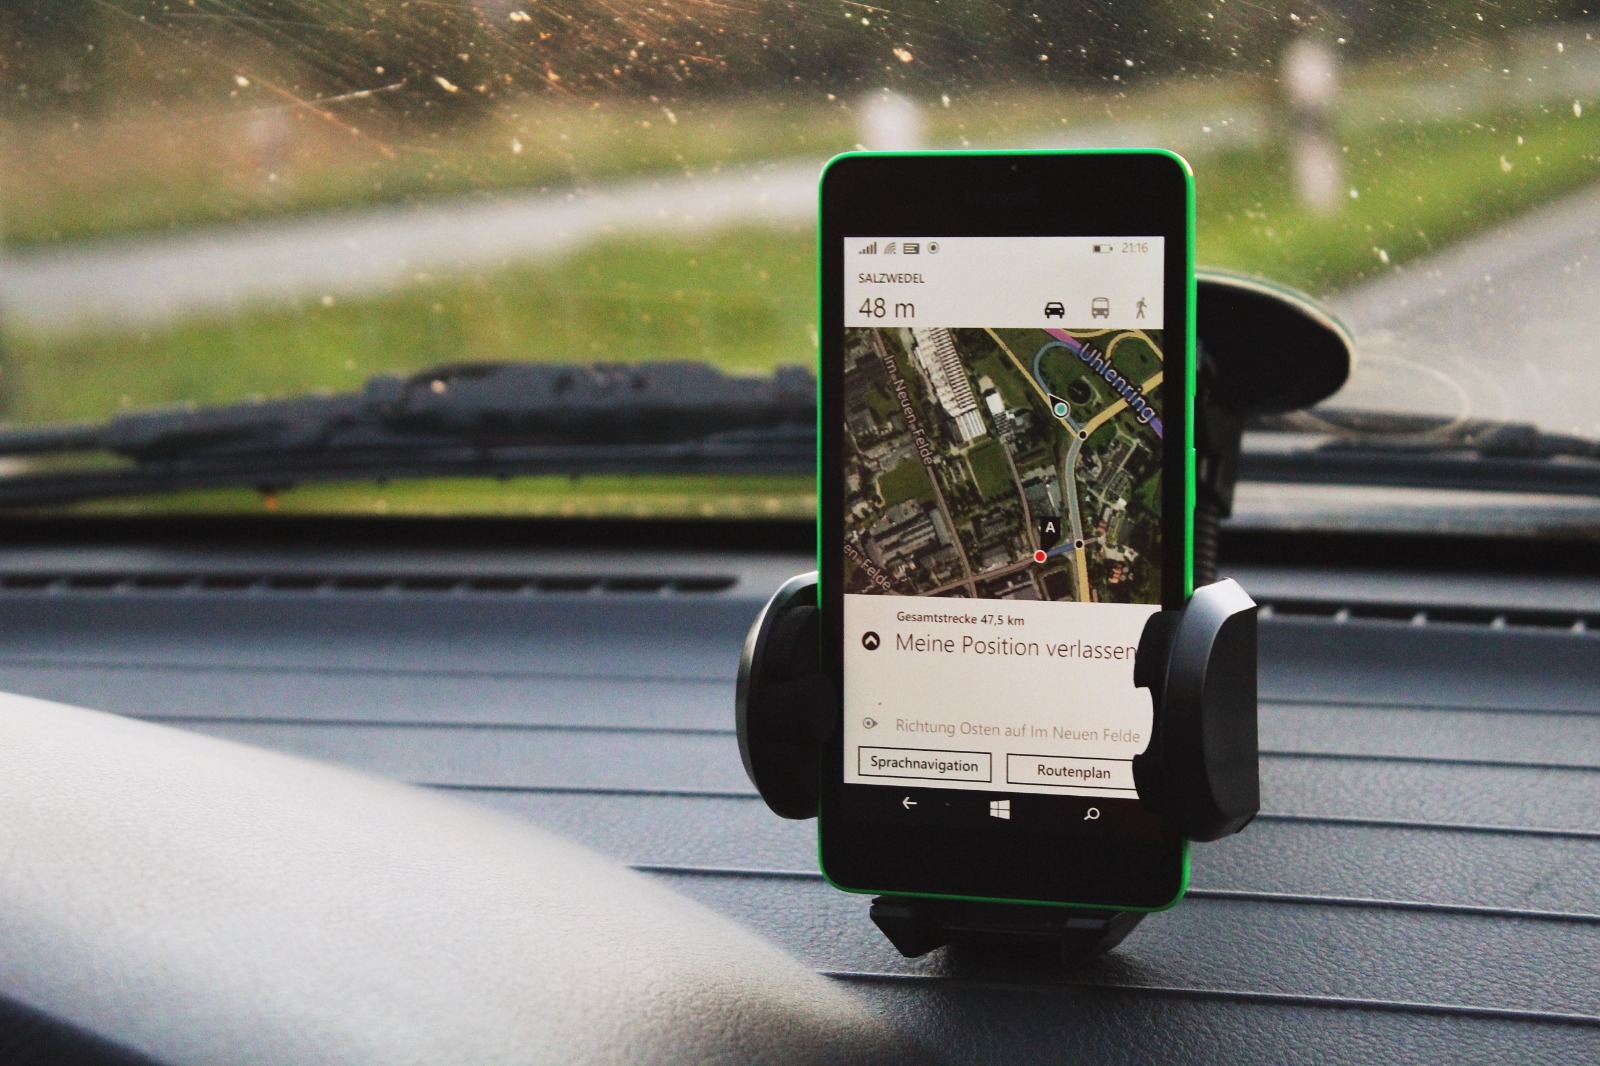 21:16
SALZWEDEL
48 m
Uhlenring
Im Neuen Felde
A
en Felde
Gesamtstrecke 47,5 km
Meine Position verlassen
Richtung Osten auf Im Neuen Felde
Sprachnavigation
Routenplan